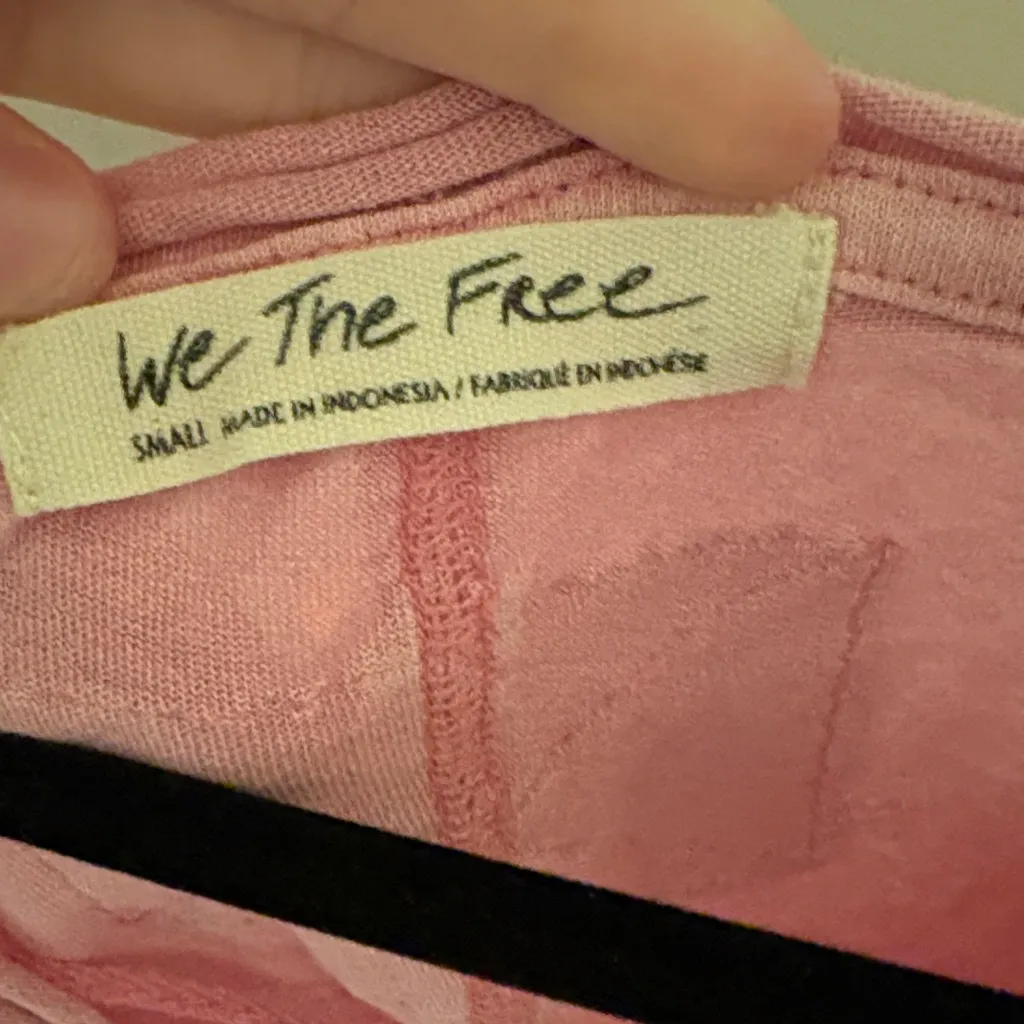 We The Free
SMALL MADE IN INDONESIA / FABRIQUÉ EN INDONÉSIE